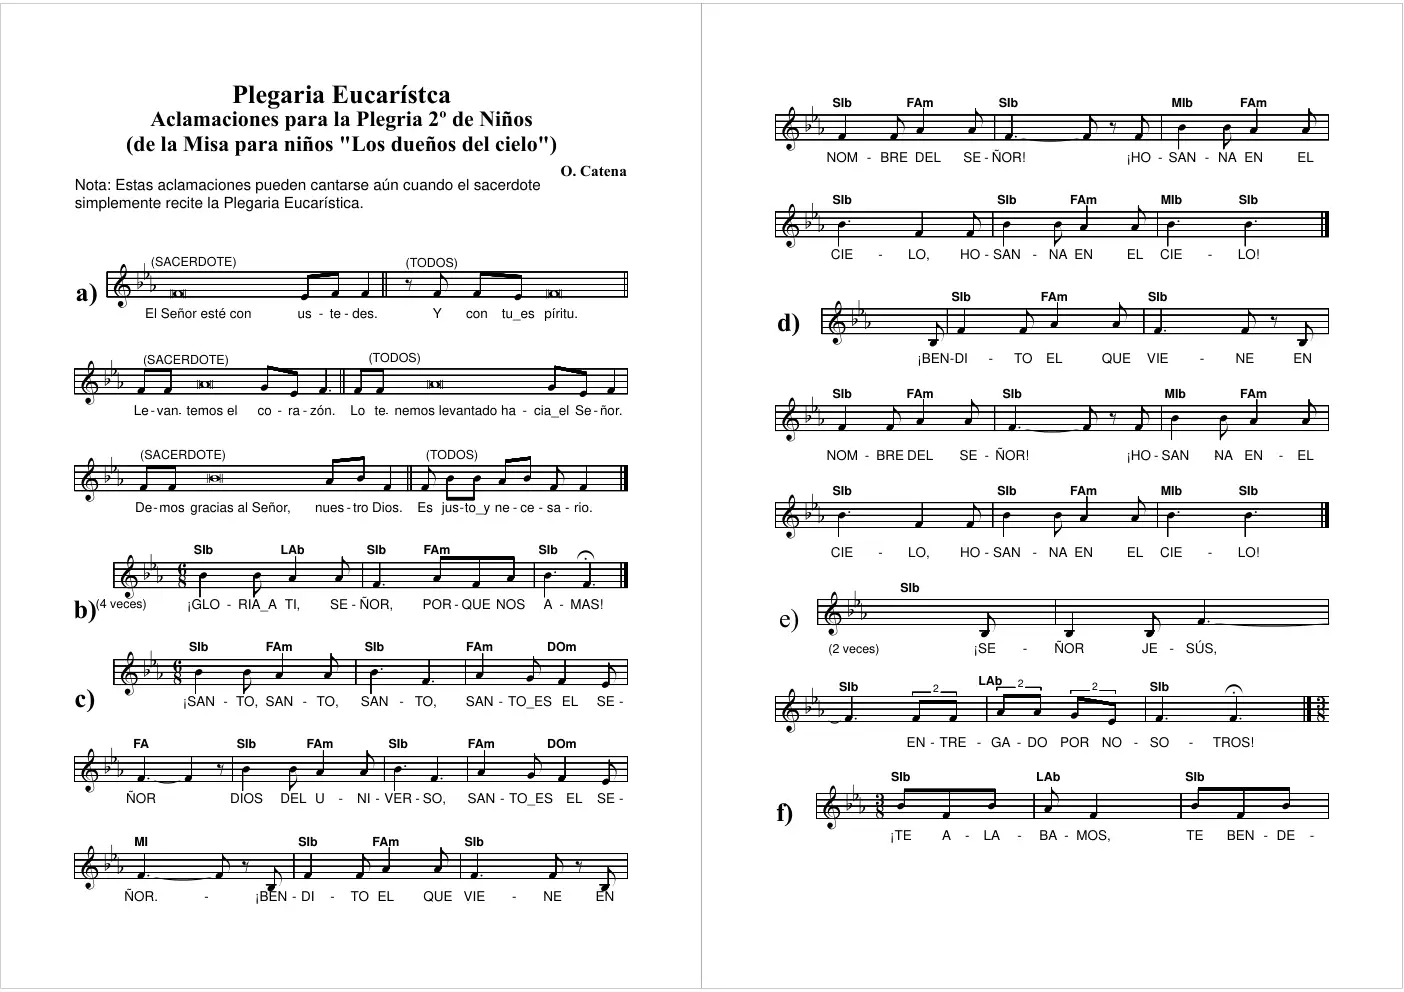 Plegaria Eucarístca
Aclamaciones para la Plegria 2º de Niños
(de la Misa para niños "Los dueños del cielo")
O. Catena
Nota: Estas aclamaciones pueden cantarse aún cuando el sacerdote
simplemente recite la Plegaria Eucarística.
(SACERDOTE) (TODOS)
a)
El Señor esté con us - te - des. Y con tu_es píritu.
(SACERDOTE) (TODOS)
Le - van. temos el co - ra - zón. Lo te. nemos levantado ha - cia_el Se - ñor.
(SACERDOTE) (TODOS)
De - mos gracias al Señor, nues - tro Dios. Es jus - to_y ne - ce - sa - rio.
SIb LAb SIb FAm SIb
6 8
b) (4 veces) ¡GLO - RIA_A TI, SE - ÑOR, POR - QUE NOS A - MAS!
SIb FAm SIb FAm DOm
6 8
c) ¡SAN - TO, SAN - TO, SAN - TO, SAN - TO_ES EL SE -
FA SIb FAm SIb FAm DOm
ÑOR DIOS DEL U - NI - VER - SO, SAN - TO_ES EL SE -
MI SIb FAm SIb
ÑOR. - ¡BEN - DI - TO EL QUE VIE - NE EN
SIb FAm SIb MIb FAm
NOM - BRE DEL SE - ÑOR! ¡HO - SAN - NA EN EL
SIb SIb FAm MIb SIb
CIE - LO, HO - SAN - NA EN EL CIE - LO!
SIb FAm SIb
d)
¡BEN-DI - TO EL QUE VIE - NE EN
SIb FAm SIb MIb FAm
NOM - BRE DEL SE - ÑOR! ¡HO - SAN NA EN - EL
SIb SIb FAm MIb SIb
CIE - LO, HO - SAN - NA EN EL CIE - LO!
SIb
e)
(2 veces) ¡SE - ÑOR JE - SÚS,
SIb 2 LAb 2 2 SIb
3 8
EN - TRE - GA - DO POR NO - SO - TROS!
SIb LAb SIb
f) 3 8
¡TE A - LA - BA - MOS, TE BEN - DE -